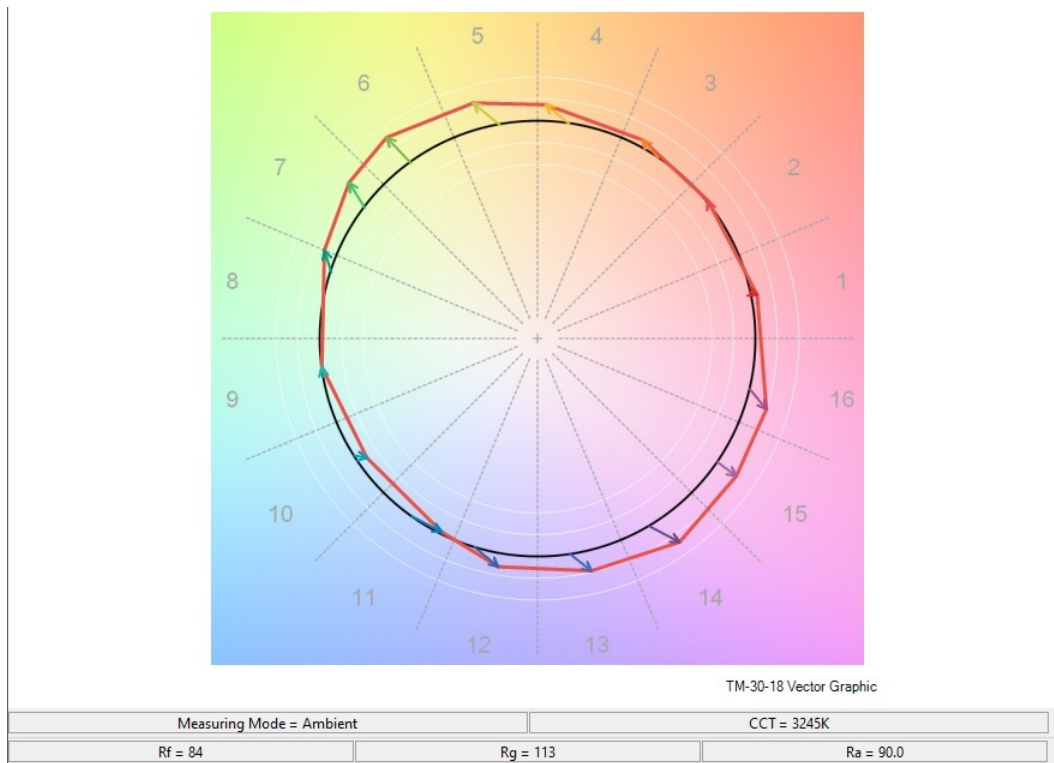 5 4
6 3
7 2
8 1
9 16
10 15
11 14
12 13
TM-30-18 Vector Graphic
Measuring Mode = Ambient CCT = 3245K
Rf = 84 Rg = 113 Ra = 90.0